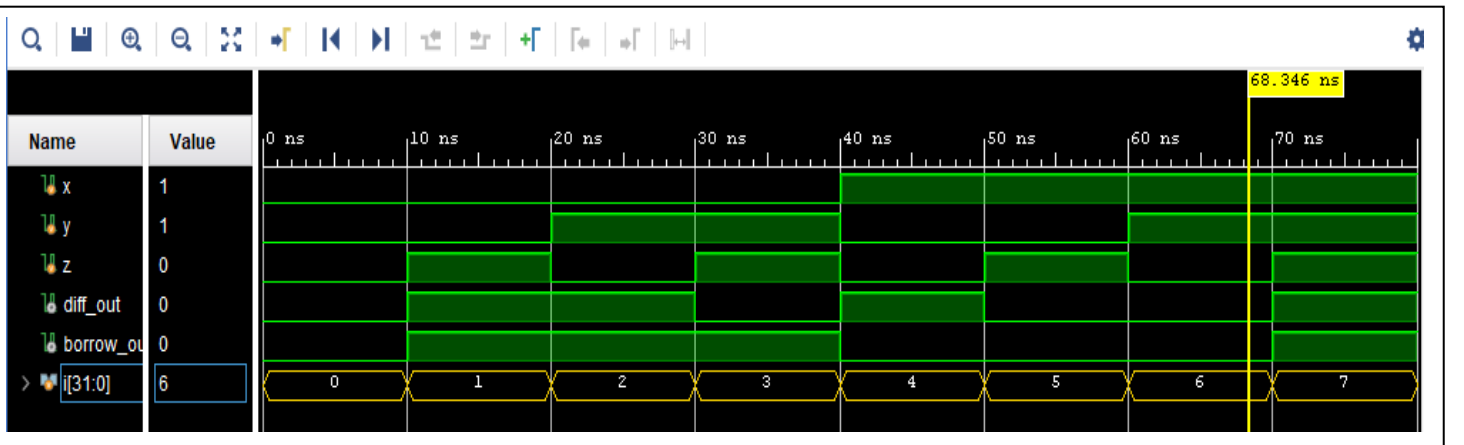 68.346 ns
Name Value 0 ns 10 ns 20 ns 30 ns 40 ns 50 ns 60 ns 70 ns
x 1
y 1
z 0
diff_out 0
borrow_ou 0
i[31:0] 6 0 1 2 3 4 5 6 7